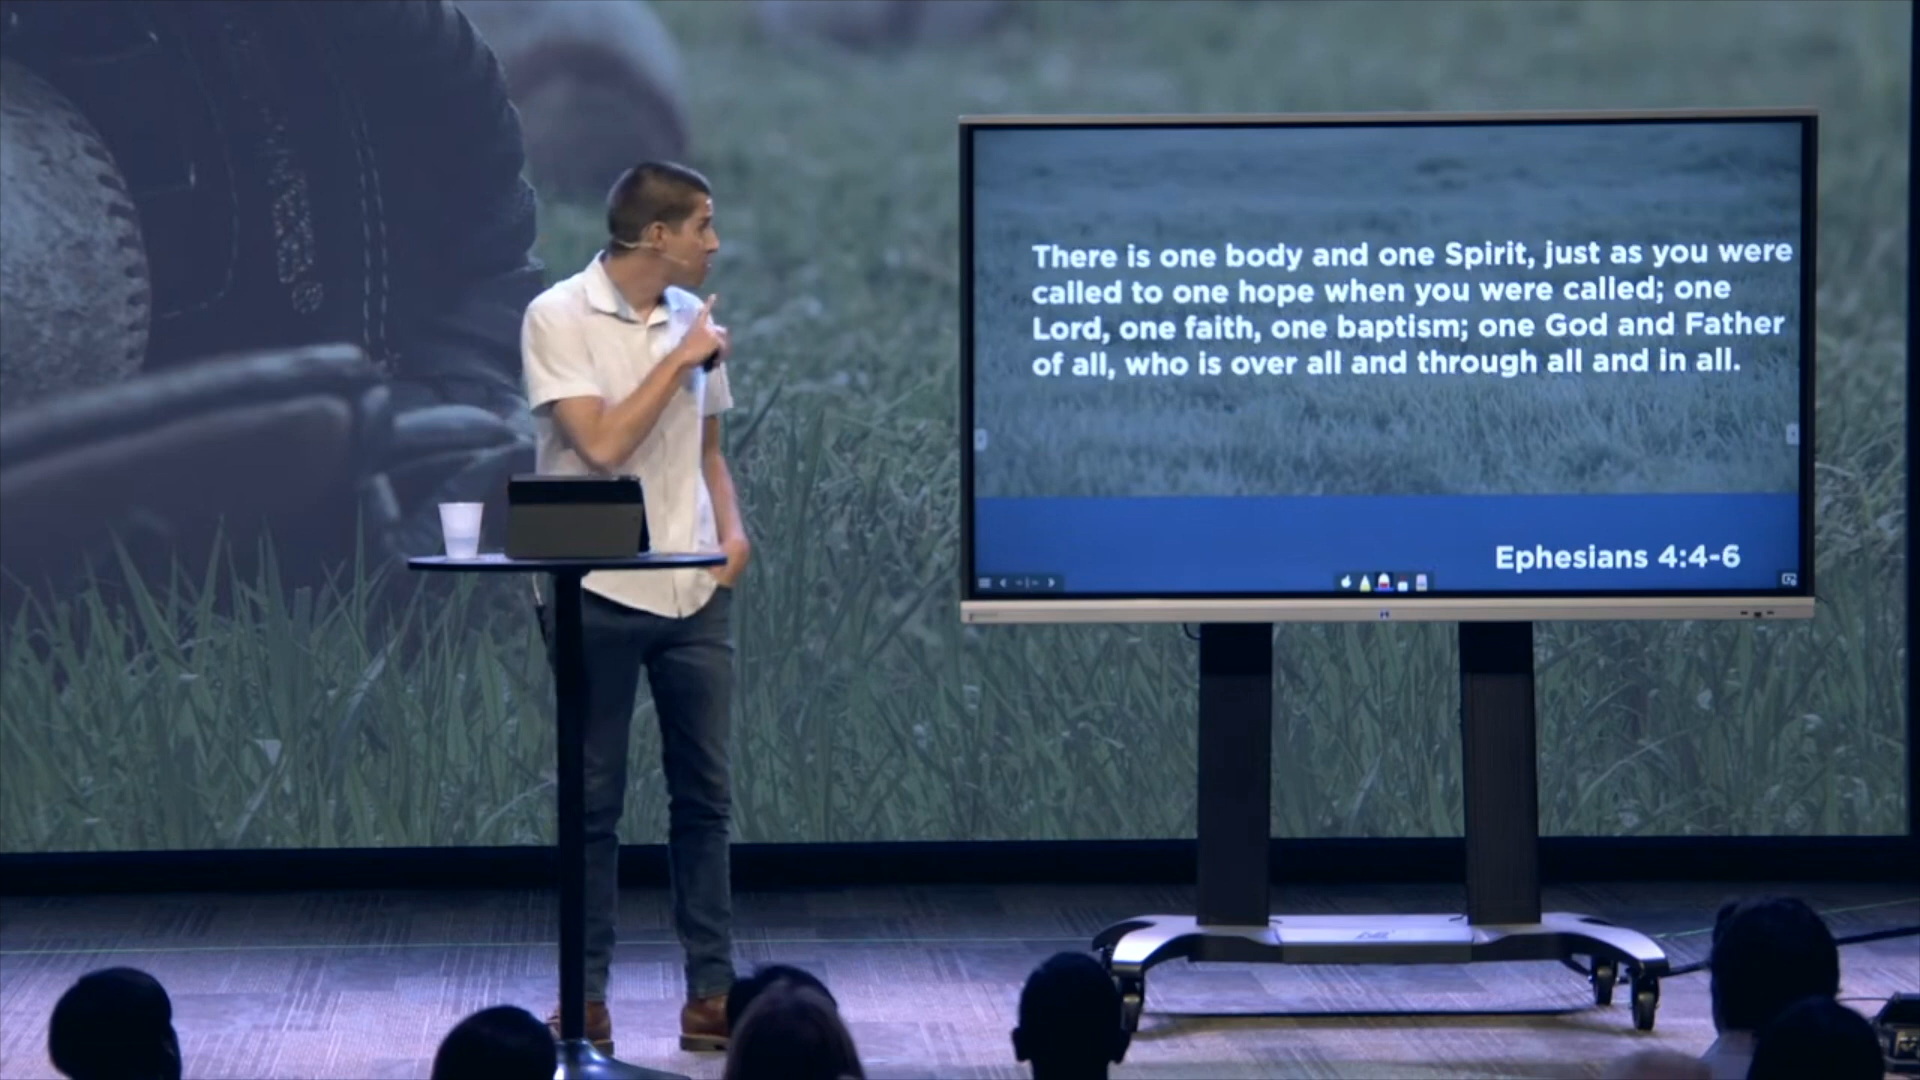 There is one body and one Spirit, just as you were
called to one hope when you were called; one
Lord, one faith, one baptism; one God and Father
of all, who is over all and through all and in all.
Ephesians 4:4-6